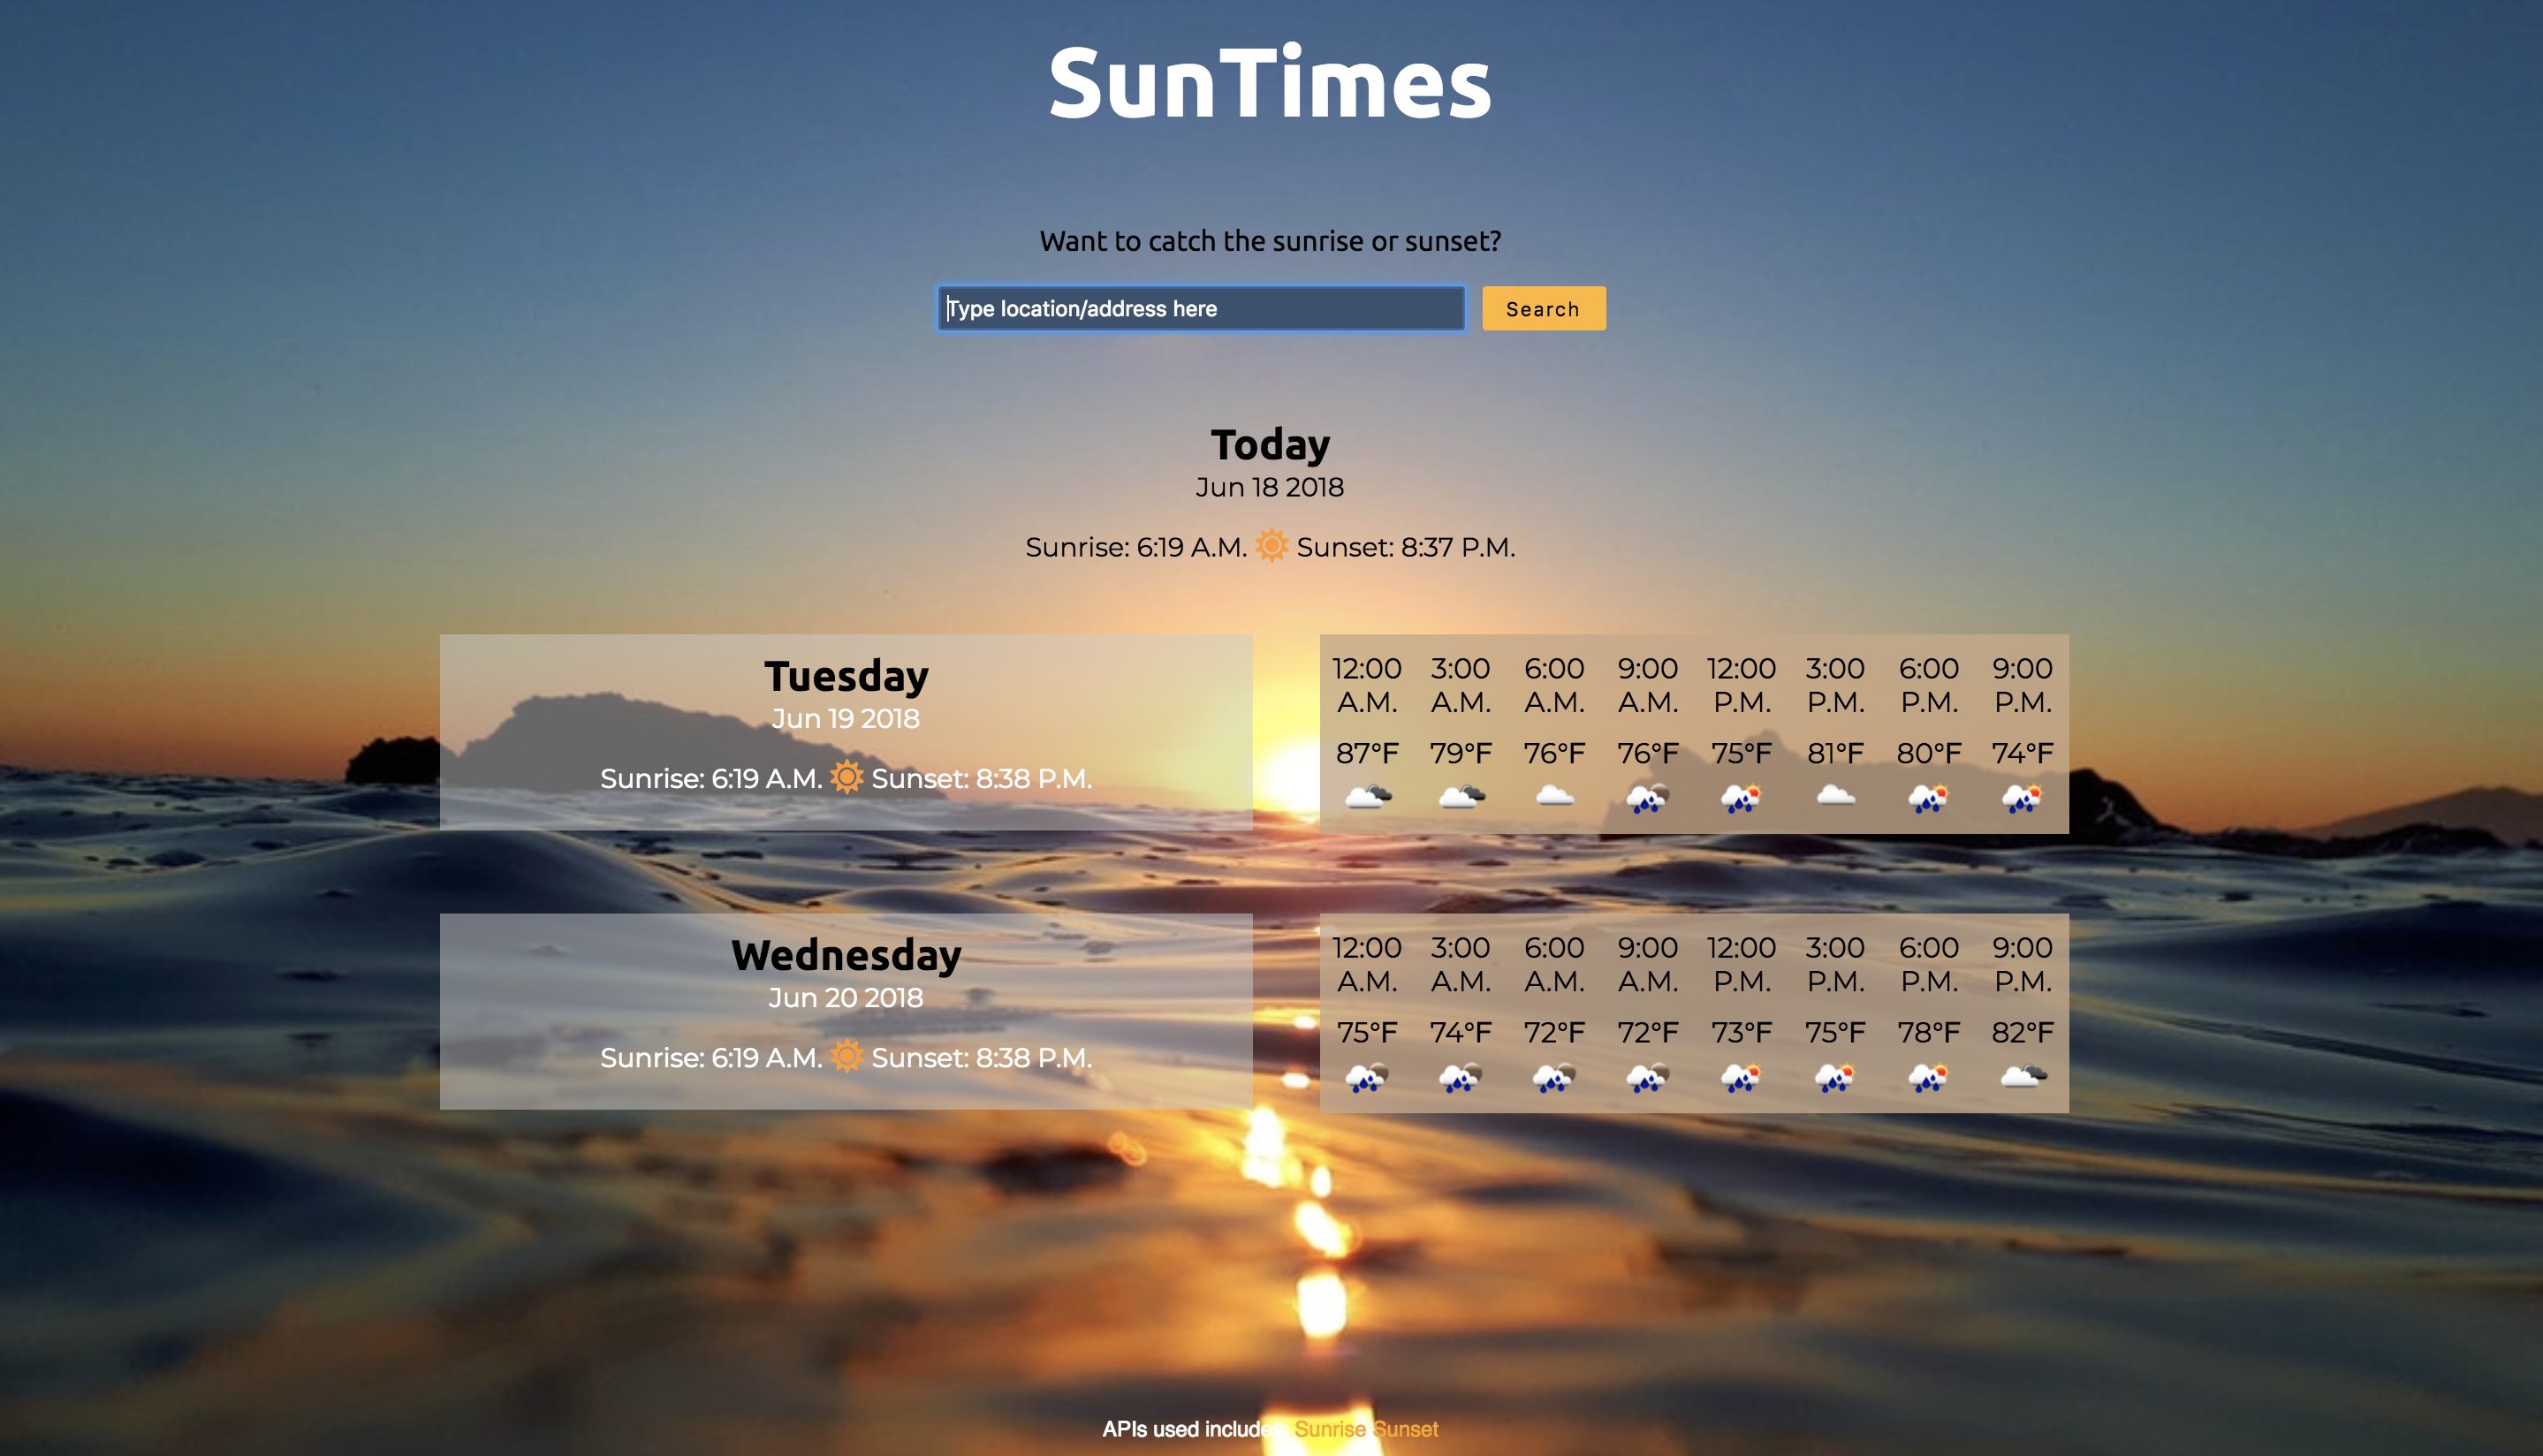 SunTimes
Want to catch the sunrise or sunset?
Type location/address here
Search
Today
Jun 18 2018
Sunrise: 6:19 A.M. Sunset: 8:37 P.M.
Tuesday
Jun 19 2018
Sunrise: 6:19 A.M. Sunset: 8:38 P.M.
12:00 3:00 6:00 9:00 12:00 3:00 6:00 9:00
A.M. A.M. A.M. A.M. P.M. P.M. P.M. P.M.
87°F 79°F 76°F 76°F 75°F 81°F 80°F 74°F
Wednesday
Jun 20 2018
Sunrise: 6:19 A.M. Sunset: 8:38 P.M.
12:00 3:00 6:00 9:00 12:00 3:00 6:00 9:00
A.M. A.M. A.M. A.M. P.M. P.M. P.M. P.M.
75°F 74°F 72°F 72°F 73°F 75°F 78°F 82°F
APIs used include: Sunrise Sunset